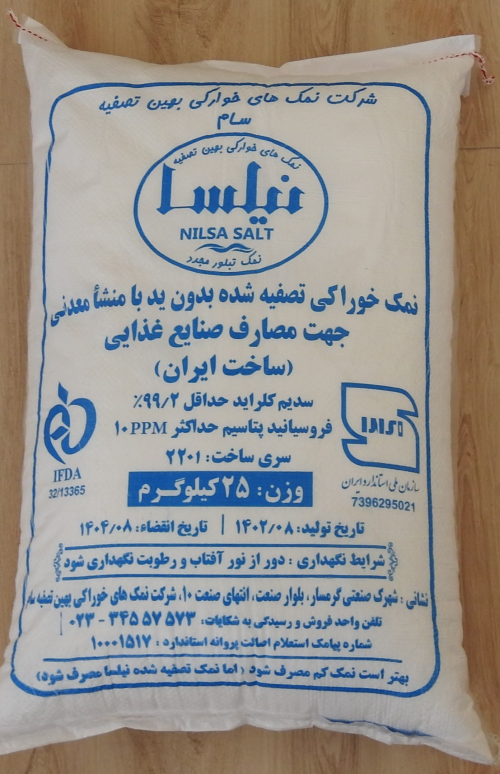 شرکت نمک های خوراکی بهین تصفیه
سام
نمک های خوراکی بهین تصفیه
نیلسا
NILSA SALT
نمک تبلور مجدد
نمک خوراکی تصفیه شده بدون ید با منشأ معدنی
جهت مصارف صنایع غذایی
(ساخت ایران)
سدیم کلراید حداقل ۹۹/۲٪
فروسیانید پتاسیم حداکثر ۱۰PPM
سری ساخت: ۲۲۰۱
IFDA
32/13365
سازمان ملی استاندارد ایران
7396295021
وزن: ۲۵ کیلوگرم
تاریخ تولید: ۱۴۰۲/۰۸ | تاریخ انقضاء: ۱۴۰۴/۰۸
شرایط نگهداری : دور از نور آفتاب و رطوبت نگهداری شود
نشانی : شهرک صنعتی گرمسار، بلوار صنعت، انتهای صنعت ۱۰، شرکت نمک های خوراکی بهین تصفیه سام
تلفن واحد فروش و رسیدگی به شکایات: ۳۴۵۵۷۵۷۳ - ۰۲۳
شماره پیامک استعلام اصالت پروانه استاندارد : ۱۰۰۰۱۵۱۷
بهتر است نمک کم مصرف شود ( اما نمک تصفیه شده نیلسا مصرف شود)